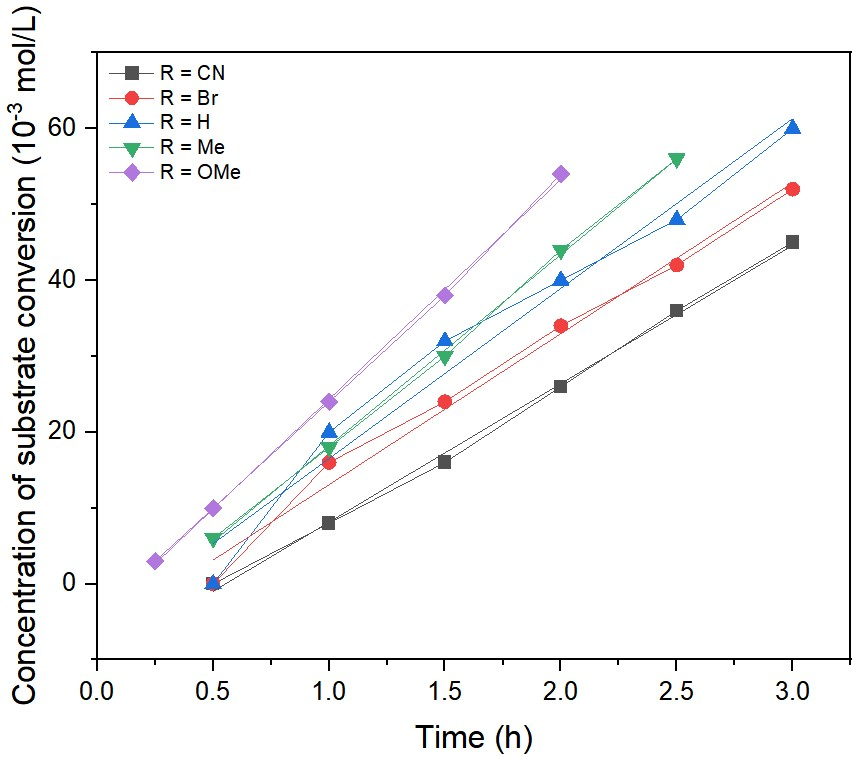 Concentration of substrate conversion (10-3 mol/L)
R = CN
R = Br
R = H
R = Me
R = OMe
60
40
20
0
0.0 0.5 1.0 1.5 2.0 2.5 3.0
Time (h)